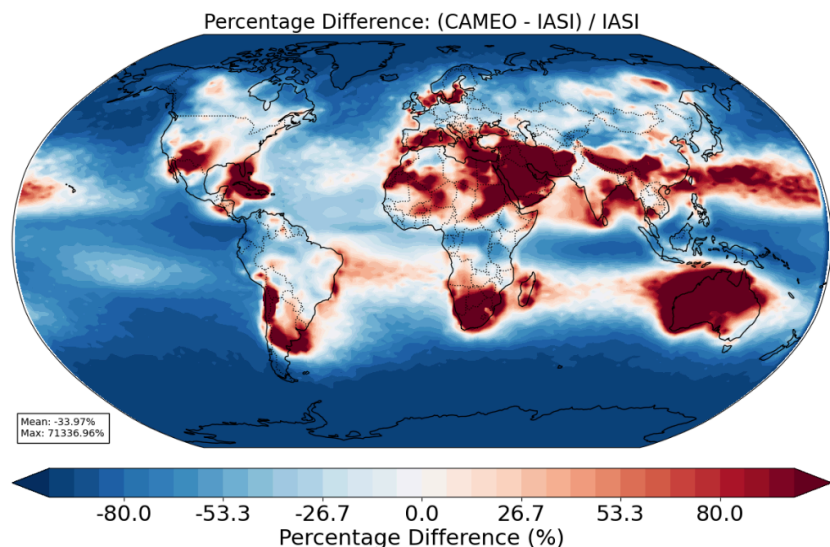 Percentage Difference: (CAMEO - IASI) / IASI
Mean: -33.97%
Max: 71336.96%
-80.0 -53.3 -26.7 0.0 26.7 53.3 80.0
Percentage Difference (%)